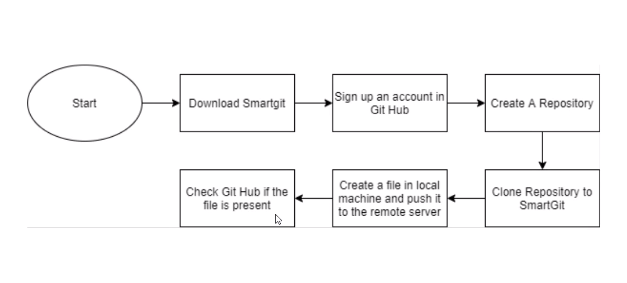 Start
Download Smartgit
Sign up an account in
Git Hub
Create A Repository
Clone Repository to
SmartGit
Create a file in local
machine and push it
to the remote server
Check Git Hub if the
file is present